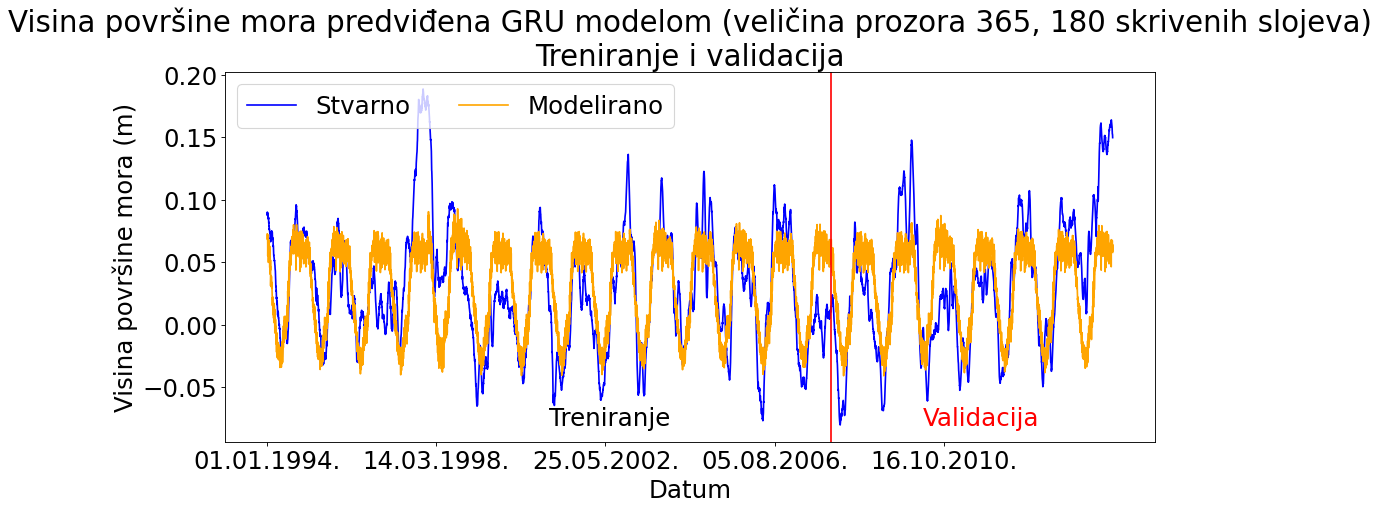 Visina površine mora predviđena GRU modelom (veličina prozora 365, 180 skrivenih slojeva)
Treniranje i validacija
Stvarno Modelirano
Visina površine mora (m)
0.20
0.15
0.10
0.05
0.00
−0.05
Treniranje Validacija
01.01.1994. 14.03.1998. 25.05.2002. 05.08.2006. 16.10.2010.
Datum